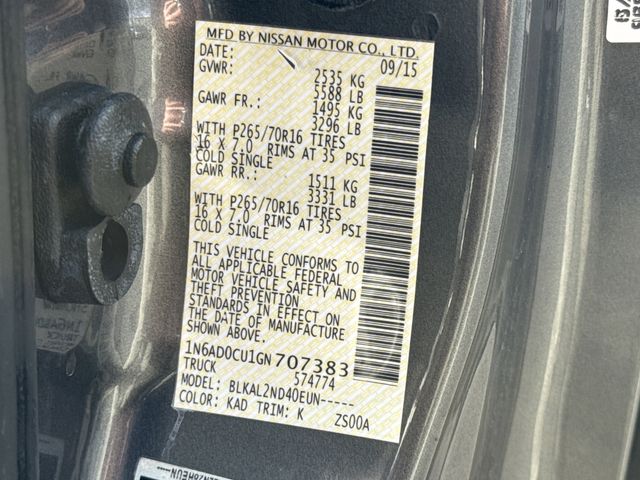 MFD BY NISSAN MOTOR CO., LTD.
DATE: 09/15
GVWR: 2535 KG
5588 LB
GAWR FR.: 1495 KG
3296 LB
WITH P265/70R16 TIRES
16 X 7.0 RIMS AT 35 PSI
COLD SINGLE
GAWR RR.: 1511 KG
3331 LB
WITH P265/70R16 TIRES
16 X 7.0 RIMS AT 35 PSI
COLD SINGLE
THIS VEHICLE CONFORMS TO
ALL APPLICABLE FEDERAL
MOTOR VEHICLE SAFETY AND
THEFT PREVENTION
STANDARDS IN EFFECT ON
THE DATE OF MANUFACTURE
SHOWN ABOVE.
1N6AD0CU1GN707383
TRUCK 574774
MODEL: BLKAL2ND40EUN-----
COLOR: KAD TRIM: K ZS00A